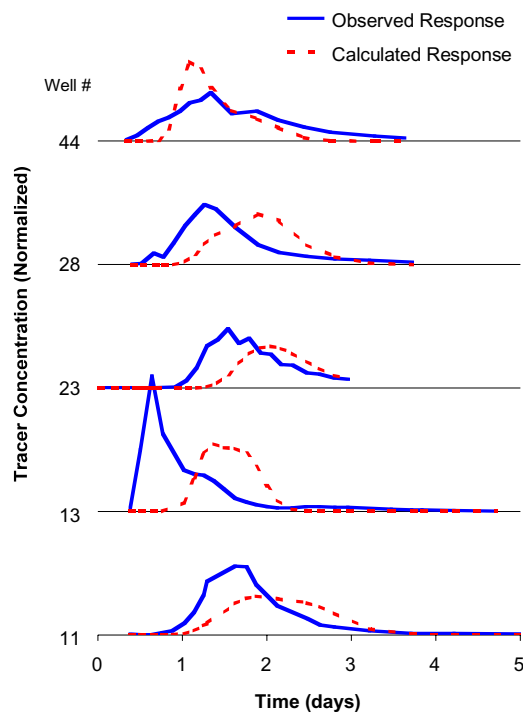 Observed Response
Calculated Response
Well #
44
28
23
13
11
Tracer Concentration (Normalized)
0 1 2 3 4 5
Time (days)